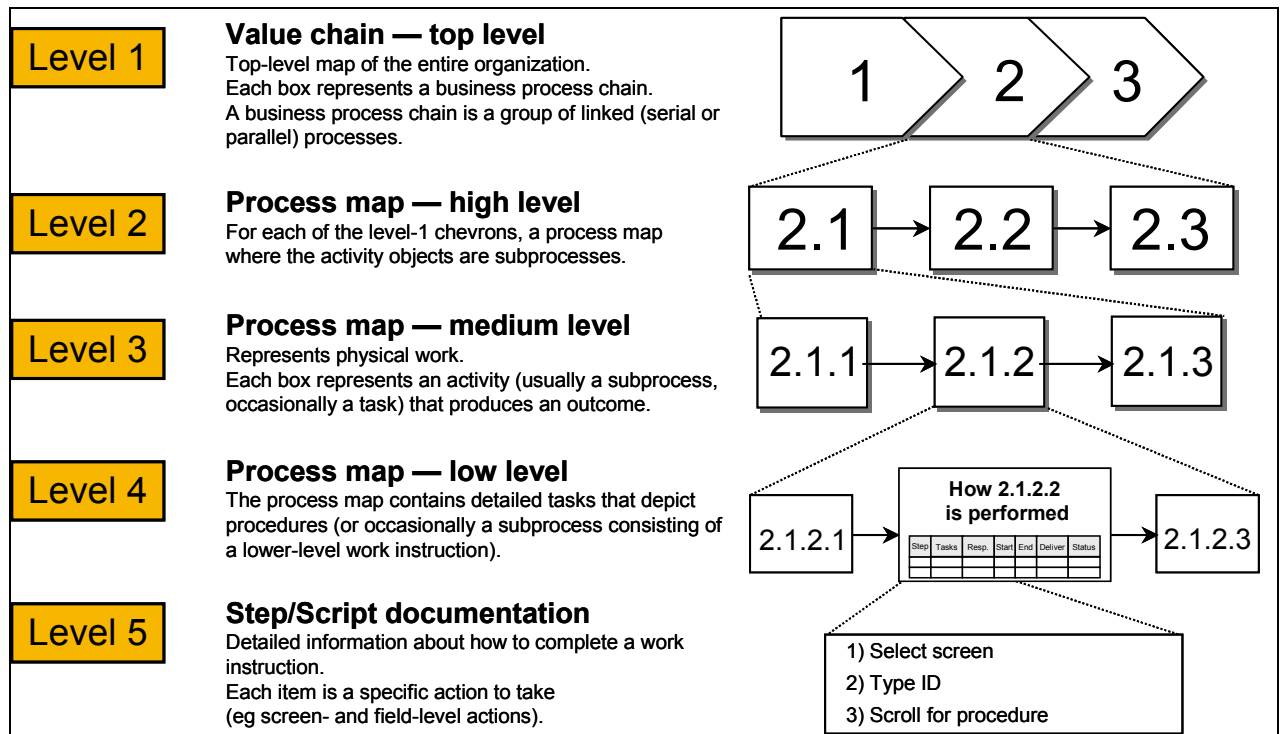 Level 1
Value chain — top level
Top-level map of the entire organization.
Each box represents a business process chain.
A business process chain is a group of linked (serial or
parallel) processes.
1
2
3
Level 2
Process map — high level
For each of the level-1 chevrons, a process map
where the activity objects are subprocesses.
2.1
2.2
2.3
Level 3
Process map — medium level
Represents physical work.
Each box represents an activity (usually a subprocess,
occasionally a task) that produces an outcome.
2.1.1
2.1.2
2.1.3
Level 4
Process map — low level
The process map contains detailed tasks that depict
procedures (or occasionally a subprocess consisting of
a lower-level work instruction).
2.1.2.1
How 2.1.2.2
is performed
Step Tasks Resp. Start End Deliver Status
2.1.2.3
Level 5
Step/Script documentation
Detailed information about how to complete a work
instruction.
Each item is a specific action to take
(eg screen- and field-level actions).
1) Select screen
2) Type ID
3) Scroll for procedure